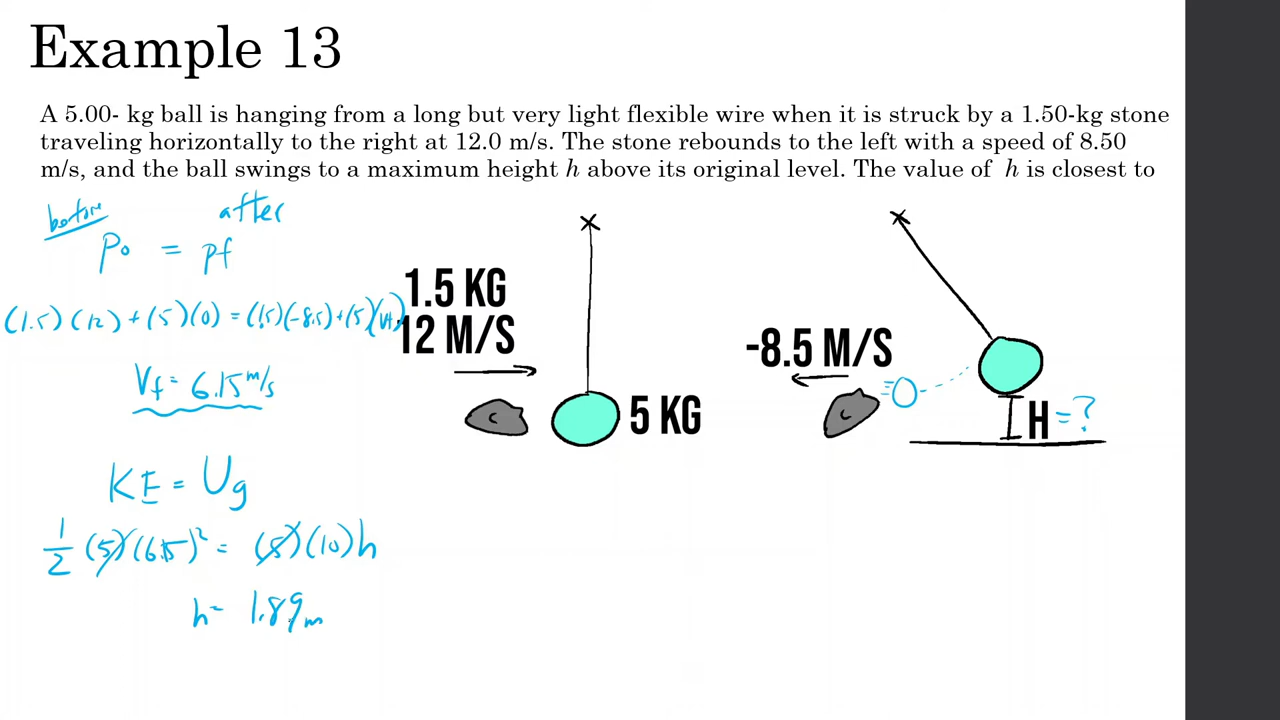 Example 13
A 5.00- kg ball is hanging from a long but very light flexible wire when it is struck by a 1.50-kg stone
traveling horizontally to the right at 12.0 m/s. The stone rebounds to the left with a speed of 8.50
m/s, and the ball swings to a maximum height h above its original level. The value of h is closest to
before after
Po = pf
(1.5)(12) + (5)(0) = (1.5)(-8.5) + (5)(Vf)
Vf = 6.15 m/s
KE = Ug
1/2 (5)(6.15)² = (5)(10)h
h = 1.89m
1.5 KG
12 M/S
5 KG
-8.5 M/S
H = ?